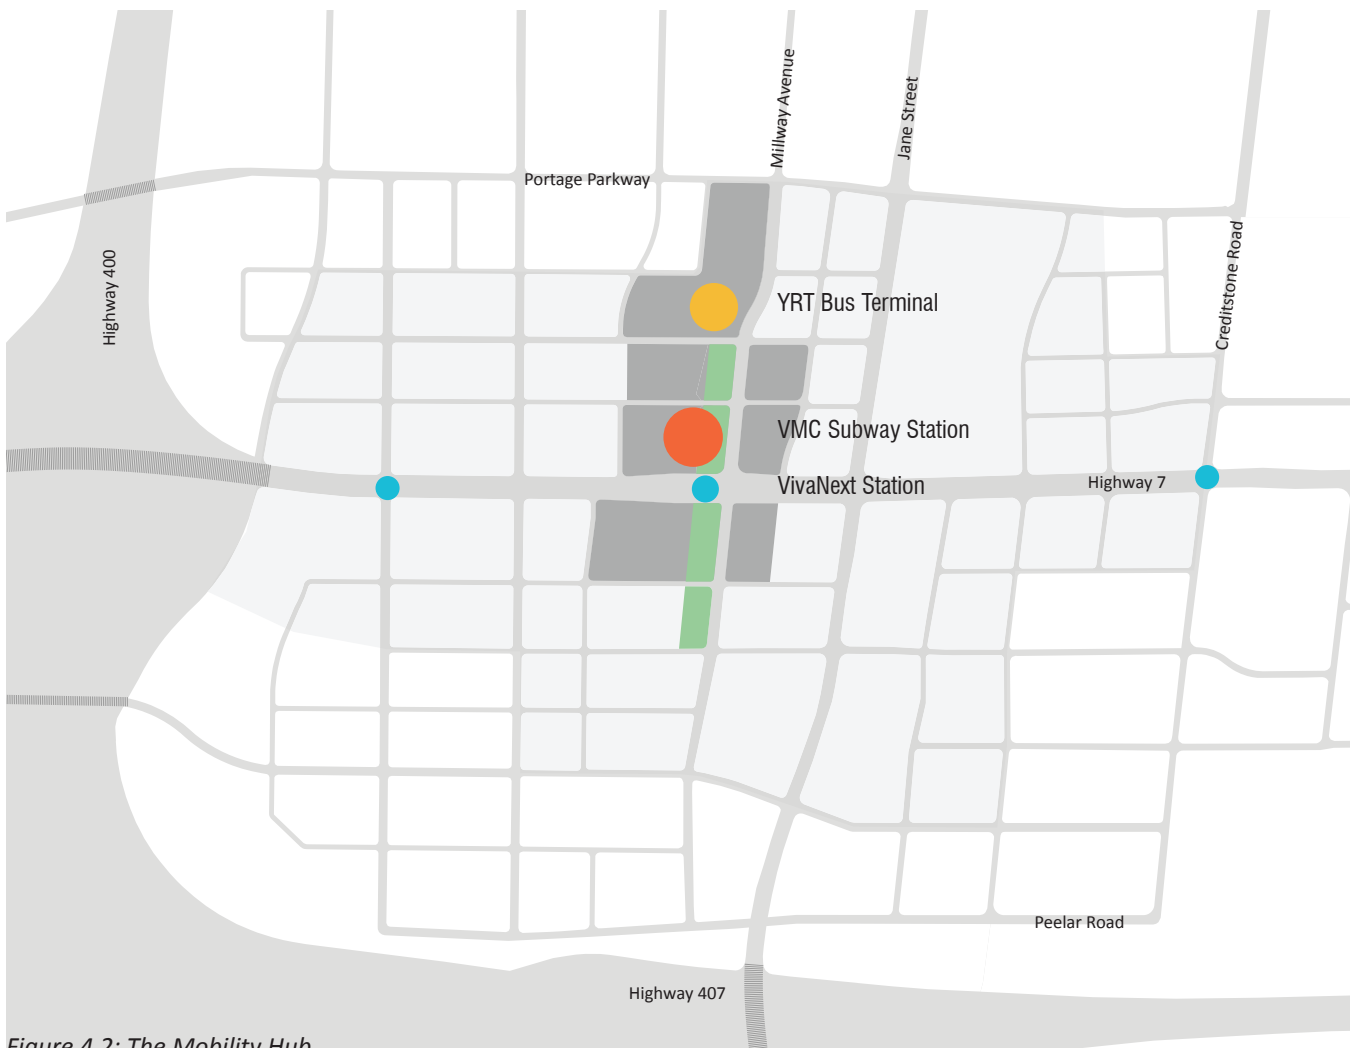 Millway Avenue
Jane Street
Portage Parkway
Highway 400
Creditstone Road
YRT Bus Terminal
VMC Subway Station
VivaNext Station
Highway 7
Peelar Road
Highway 407
Figure 4.2: The Mobility Hub